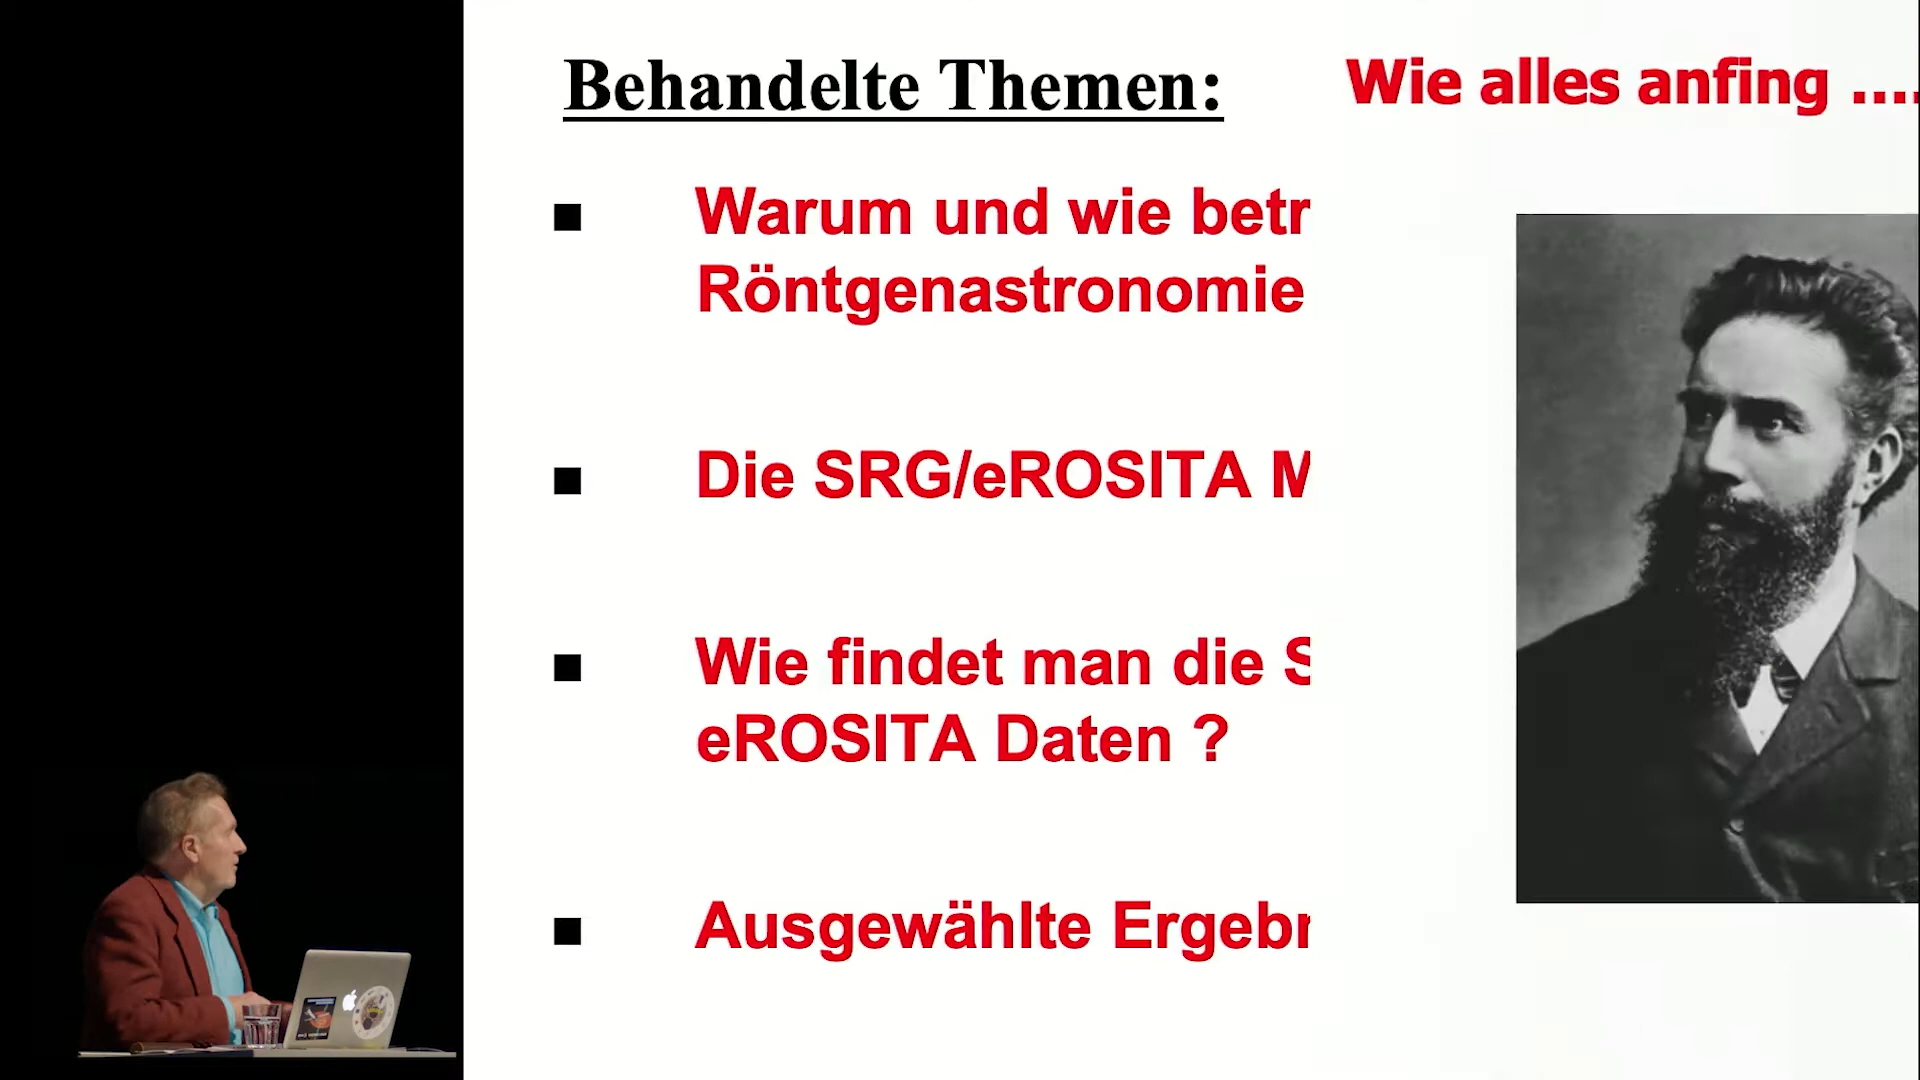 Behandelte Themen:
Warum und wie betr
Röntgenastronomie
Die SRG/eROSITA M
Wie findet man die S
eROSITA Daten ?
Ausgewählte Ergebn
Wie alles anfing ....